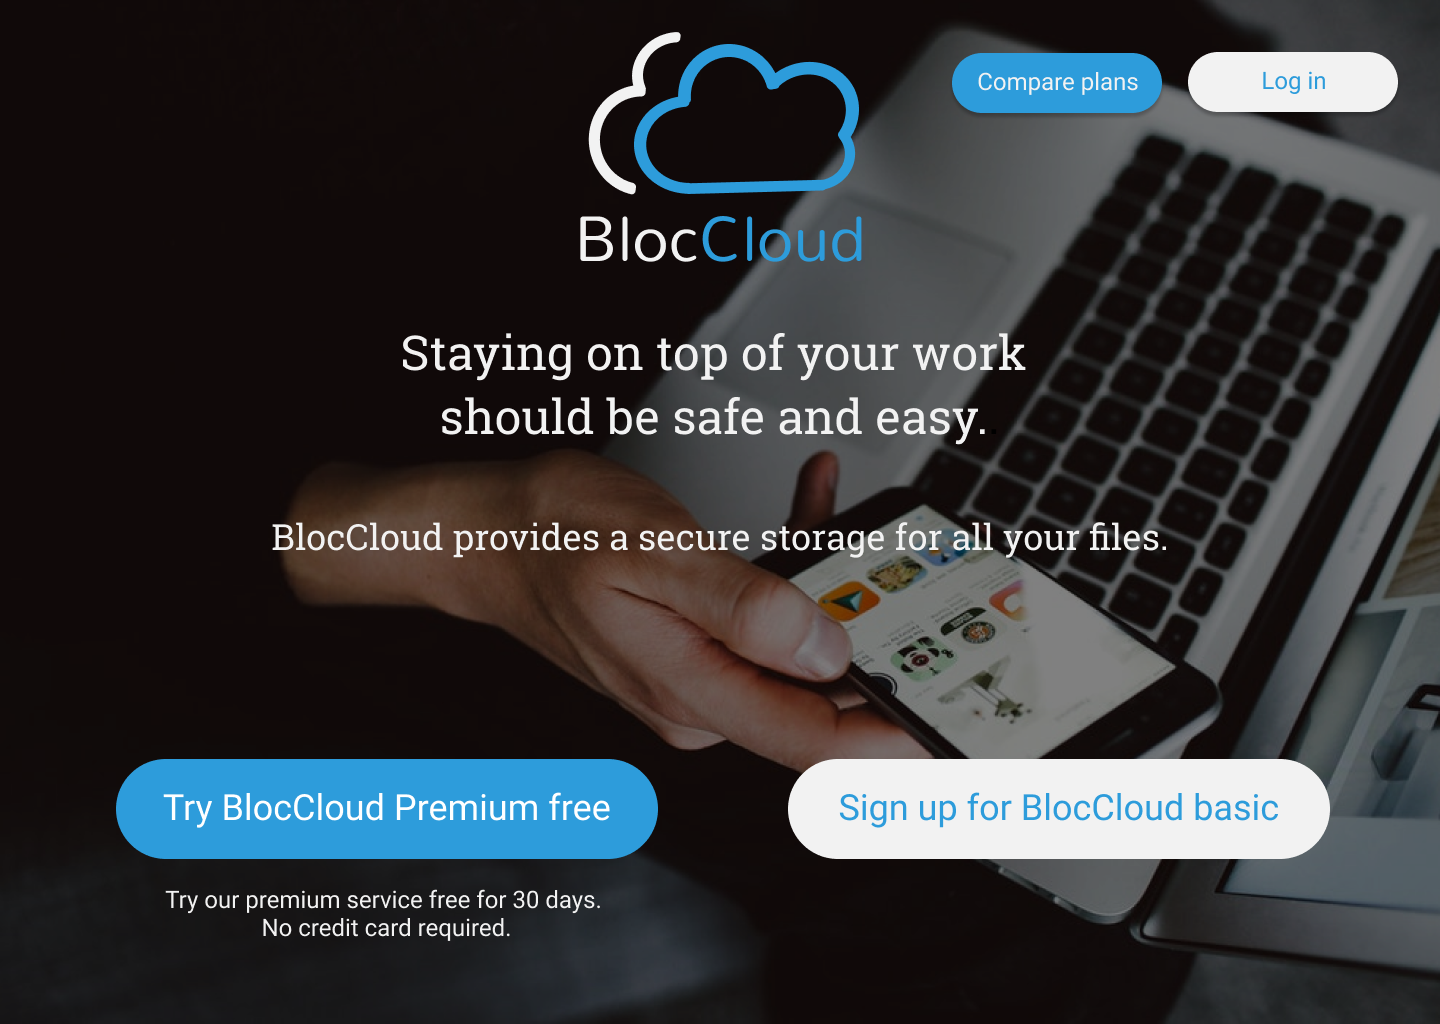 BlocCloud
Compare plans
Log in
Staying on top of your work
should be safe and easy.
BlocCloud provides a secure storage for all your files.
Try BlocCloud Premium free
Sign up for BlocCloud basic
Try our premium service free for 30 days.
No credit card required.